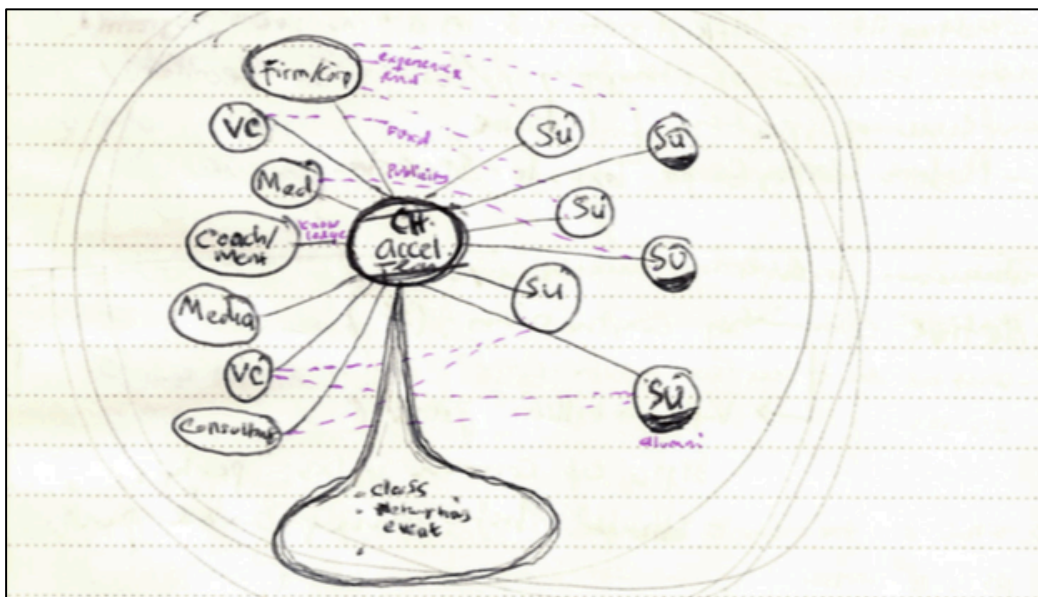 Firm/Corp
experience
and
VC
Fund
SU
SU
Med
Publicity
SU
CH.
accel
Coach/
Ment
know
ledge
SU
SU
Media
VC
SU
alumni
Consultant
. class
event